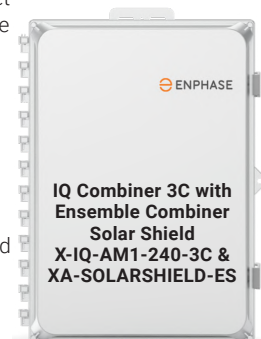 ENPHASE
IQ Combiner 3C with
Ensemble Combiner
Solar Shield
X-IQ-AM1-240-3C &
XA-SOLARSHIELD-ES